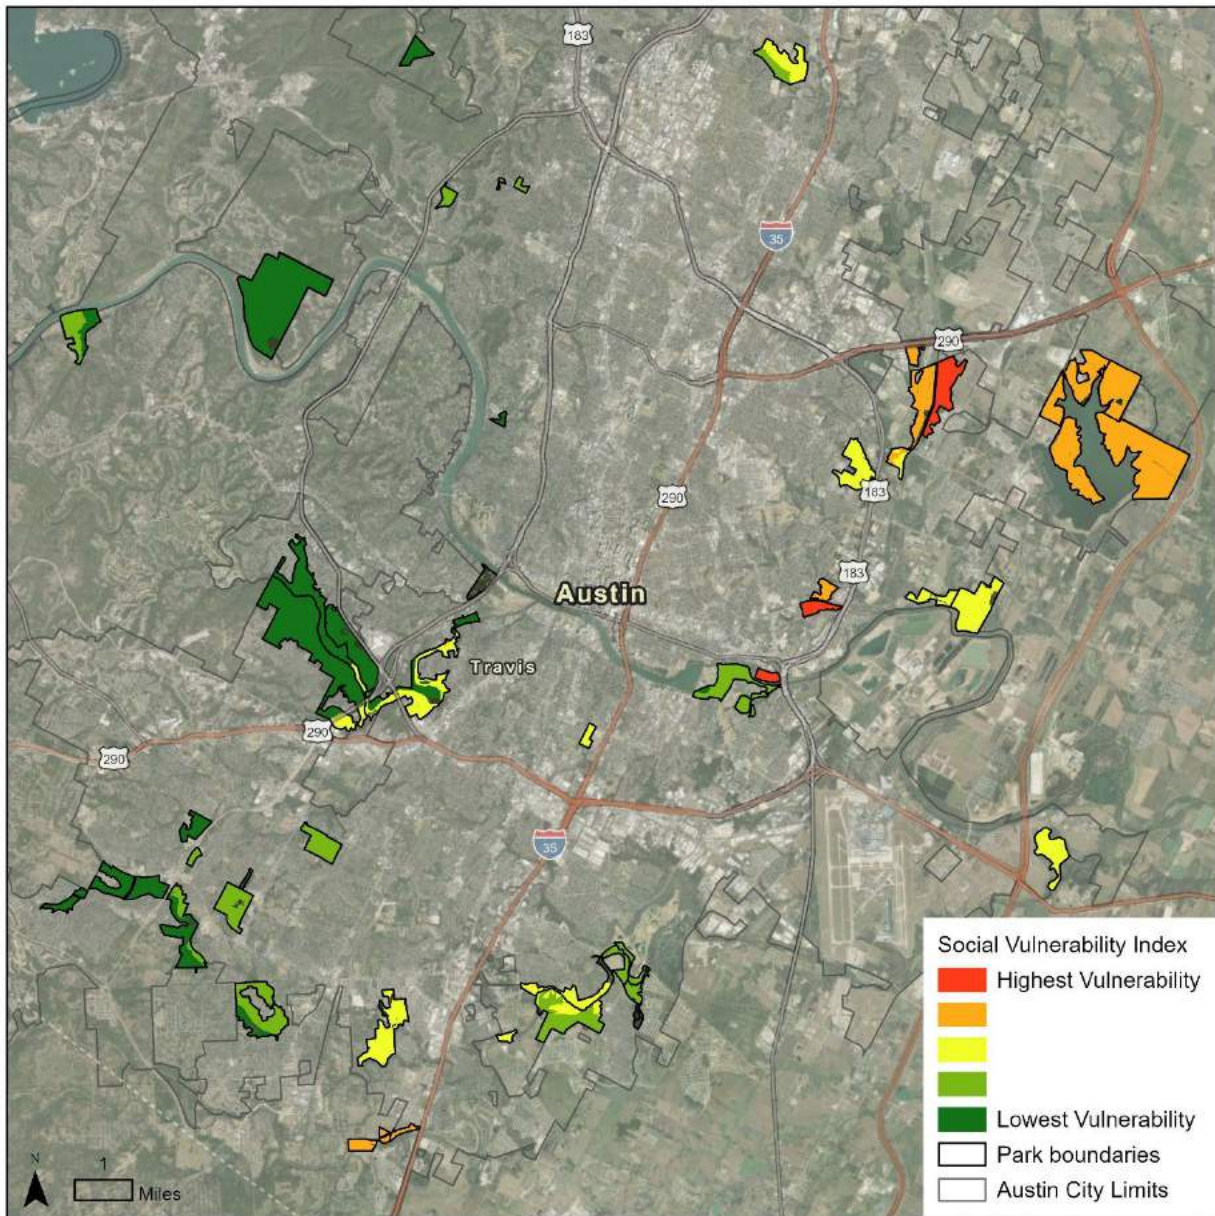 183
35
290
290
183
183
Austin
Travis
290
290
35
Social Vulnerability Index
Highest Vulnerability
Lowest Vulnerability
Park boundaries
Austin City Limits
N
1
Miles